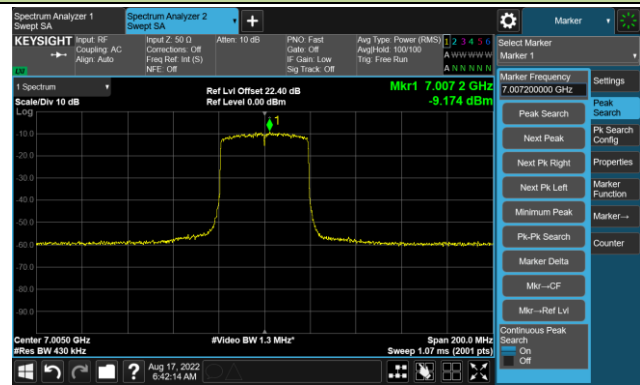 Spectrum Analyzer 1
Swept SA
Spectrum Analyzer 2
Swept SA
Marker
KEYSIGHT
Input: RF
Coupling: AC
Align: Auto
Input Z: 50 Ω
Corrections: Off
Freq Ref: Int (S)
NFE: Off
Atten: 10 dB
PNO: Fast
Gate: Off
IF Gain: Low
Sig Track: Off
Avg Type: Power (RMS)
Avg|Hold: 100/100
Trig: Free Run
1 2 3 4 5 6
A W W W W W
A N N N N N
Select Marker
Marker 1
1 Spectrum
Scale/Div 10 dB
Log
Ref Lvl Offset 22.40 dB
Ref Level 0.00 dBm
Mkr1 7.007 2 GHz
-9.174 dBm
1
-10.0
-20.0
-30.0
-40.0
-50.0
-60.0
-70.0
-80.0
-90.0
Center 7.0050 GHz
#Res BW 430 kHz
#Video BW 1.3 MHz*
Span 200.0 MHz
Sweep 1.07 ms (2001 pts)
Marker Frequency
7.007200000 GHz
Peak Search
Next Peak
Next Pk Right
Next Pk Left
Minimum Peak
Pk-Pk Search
Marker Delta
Mkr→CF
Mkr→Ref Lvl
Continuous Peak
Search
On
Off
Settings
Peak
Search
Pk Search
Config
Properties
Marker
Function
Marker→
Counter
?
Aug 17, 2022
6:42:14 AM